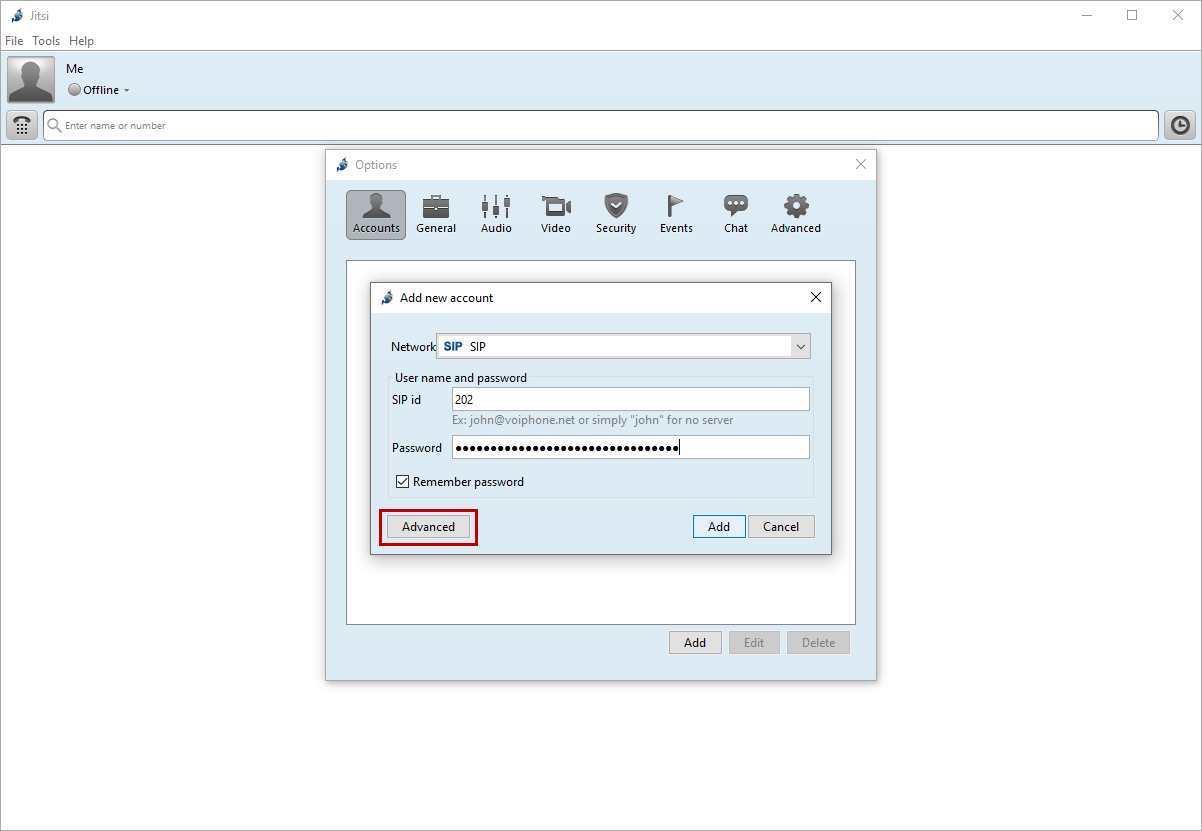 Jitsi
File Tools Help
Me
Offline
Enter name or number
Options
Accounts General Audio Video Security Events Chat Advanced
Add new account
Network SIP SIP
User name and password
SIP id 202
Ex: john@voiphone.net or simply "john" for no server
Password ●●●●●●●●●●●●●●●●●●●●●●●●●●●●●●●●
Remember password
Advanced Add Cancel
Add Edit Delete